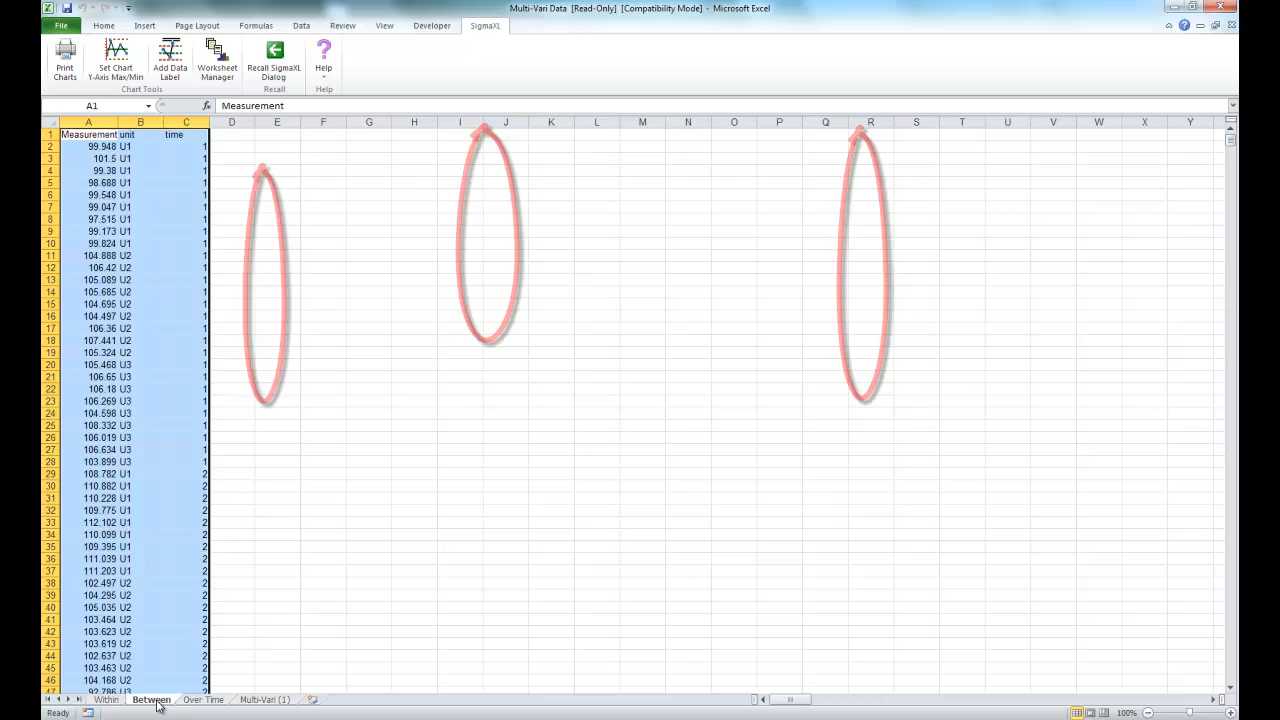 Multi-Vari Data [Read-Only] [Compatibility Mode] - Microsoft Excel
File Home Insert Page Layout Formulas Data Review View Developer SigmaXL
Print Charts
Set Chart Y-Axis Max/Min
Add Data Label
Worksheet Manager
Recall SigmaXL Dialog
Help
Chart Tools Recall Help
A1 fx Measurement
A B C D E F G H I J K L M N O P Q R S T U V W X Y
1 Measurement unit time
2 99.948 U1 1
3 101.5 U1 1
4 99.38 U1 1
5 98.688 U1 1
6 99.548 U1 1
7 99.047 U1 1
8 97.515 U1 1
9 99.173 U1 1
10 99.824 U1 1
11 104.888 U2 1
12 106.42 U2 1
13 105.089 U2 1
14 105.685 U2 1
15 104.695 U2 1
16 104.497 U2 1
17 106.36 U2 1
18 107.441 U2 1
19 105.324 U2 1
20 105.468 U3 1
21 106.65 U3 1
22 106.18 U3 1
23 106.269 U3 1
24 104.598 U3 1
25 108.332 U3 1
26 106.019 U3 1
27 106.634 U3 1
28 103.899 U3 1
29 108.782 U1 2
30 110.882 U1 2
31 110.228 U1 2
32 109.775 U1 2
33 112.102 U1 2
34 110.099 U1 2
35 109.395 U1 2
36 111.039 U1 2
37 111.203 U1 2
38 102.497 U2 2
39 104.295 U2 2
40 105.035 U2 2
41 103.464 U2 2
42 103.623 U2 2
43 103.619 U2 2
44 102.637 U2 2
45 103.463 U2 2
46 104.168 U2 2
47 92.786 U3 2
Within Between Over Time Multi-Vari (1)
Ready 100%